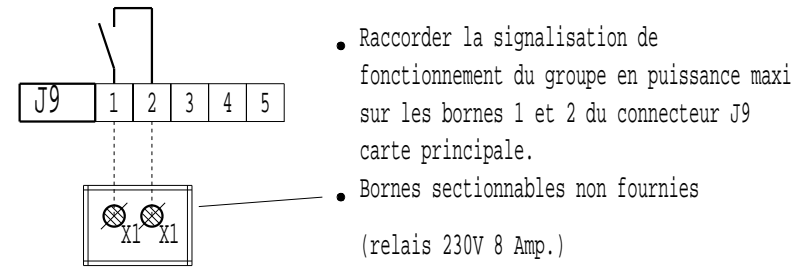 J9 1 2 3 4 5
X1 X1
• Raccorder la signalisation de
fonctionnement du groupe en puissance maxi
sur les bornes 1 et 2 du connecteur J9
carte principale.
• Bornes sectionnables non fournies
(relais 230V 8 Amp.)